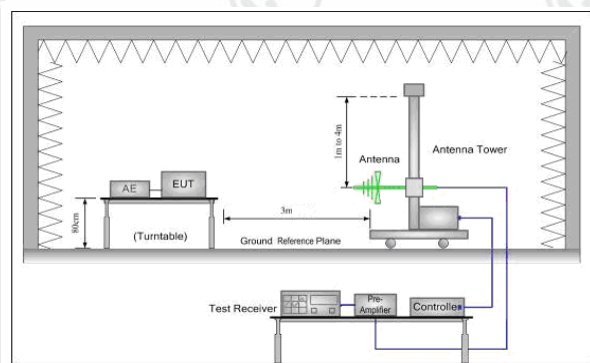 1m to 4m
Antenna
Antenna Tower
AE
EUT
80cm
(Turntable)
3m
Ground Reference Plane
Test Receiver
Pre-
Amplifier
Controller